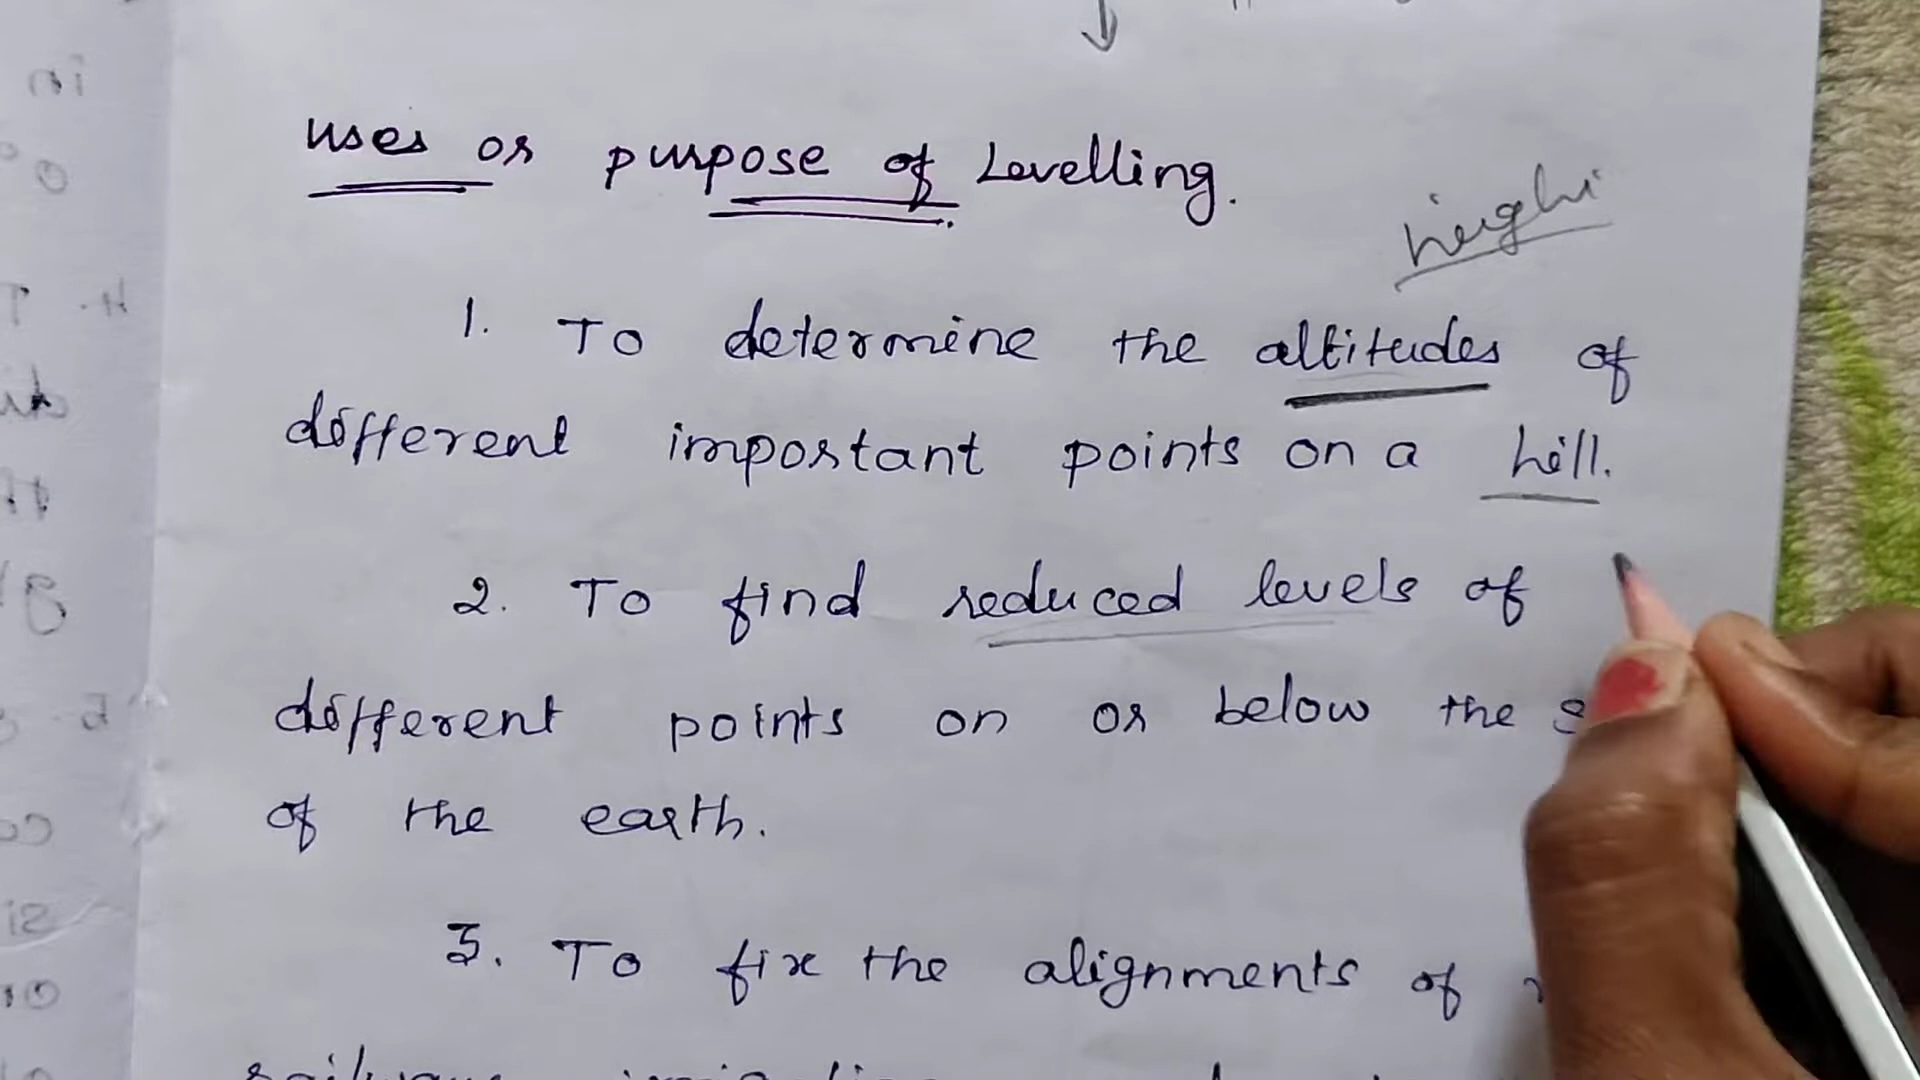 uses or purpose of Levelling.
heighi
1. To determine the altitudes of
different important points on a hill.
2. To find reduced levels of
different points on or below the
of the earth.
3. To fix the alignments of